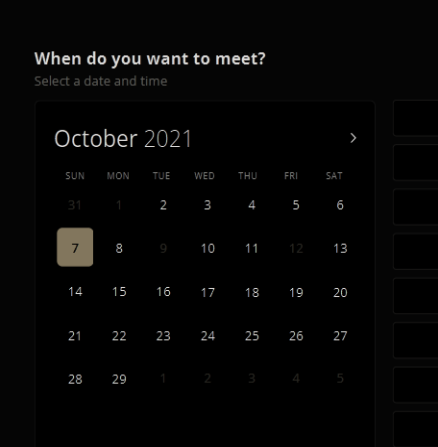 When do you want to meet?
Select a date and time
October 2021
SUN MON TUE WED THU FRI SAT
31 1 2 3 4 5 6
7 8 9 10 11 12 13
14 15 16 17 18 19 20
21 22 23 24 25 26 27
28 29 1 2 3 4 5